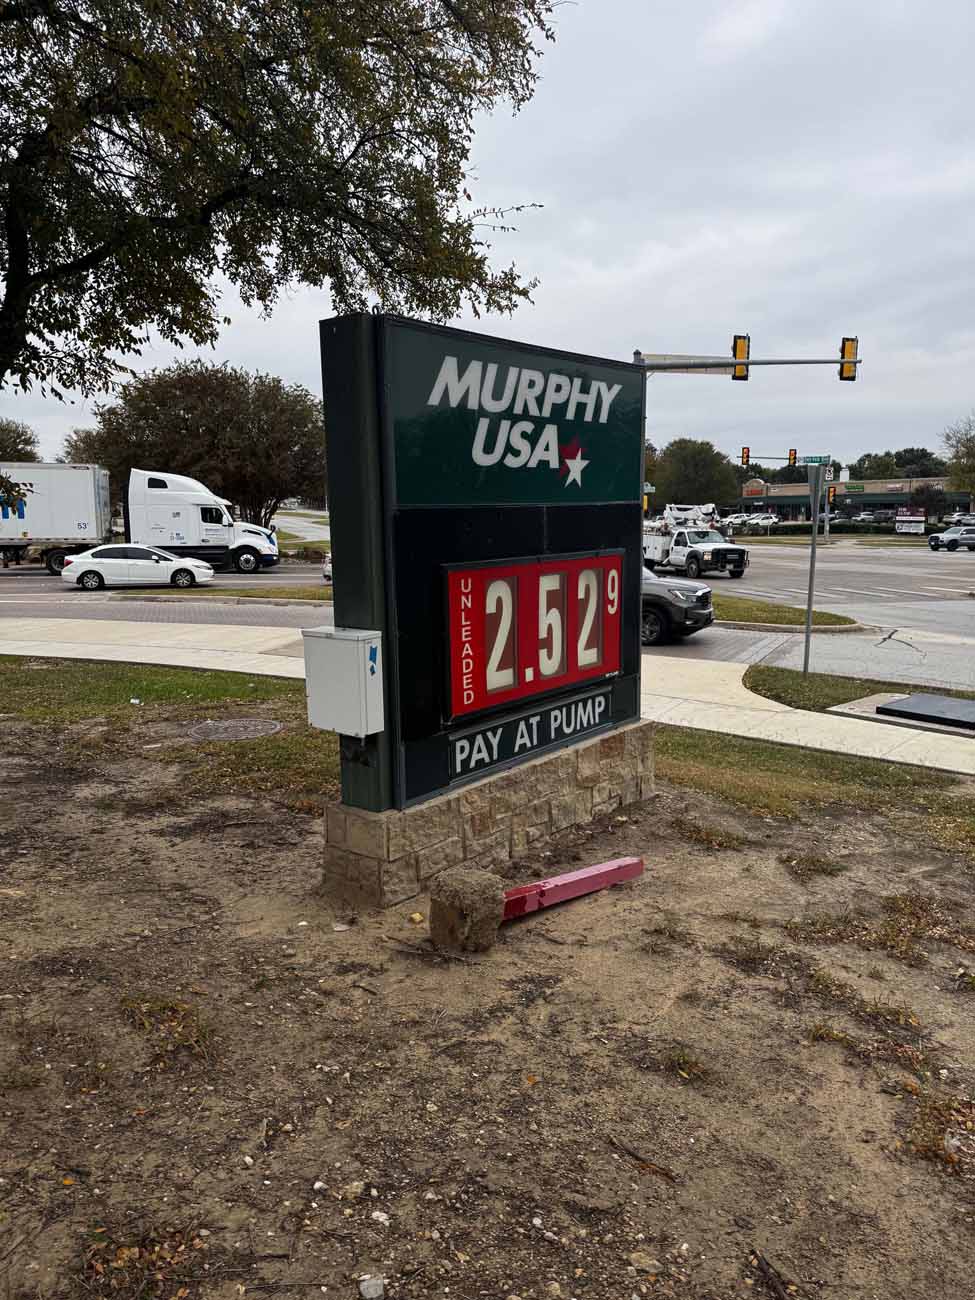 MURPHY
USA
UNLEADED
2.52 9
PAY AT PUMP
53'